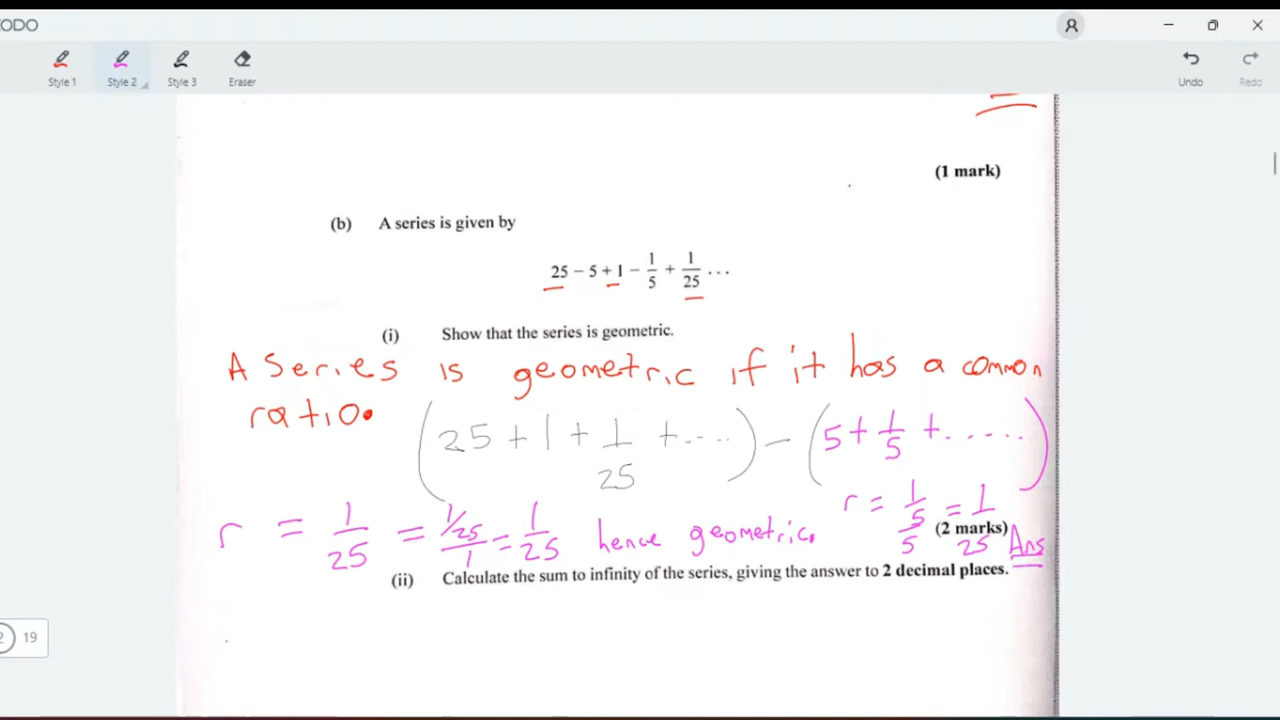 ODO
Style 1
Style 2
Style 3
Eraser
Undo
Redo
(1 mark)
(b) A series is given by
25 − 5 + 1 − 1/5 + 1/25 ...
(i) Show that the series is geometric.
A Series is geometric if it has a common
ratio.
(25 + 1 + 1/25 + ....) − (5 + 1/5 + ......)
r = 1/25 = (1/25)/1 = 1/25 hence geometric.
r = (1/5)/5 = 1/25 Ans
(2 marks)
(ii) Calculate the sum to infinity of the series, giving the answer to 2 decimal places.
2 19